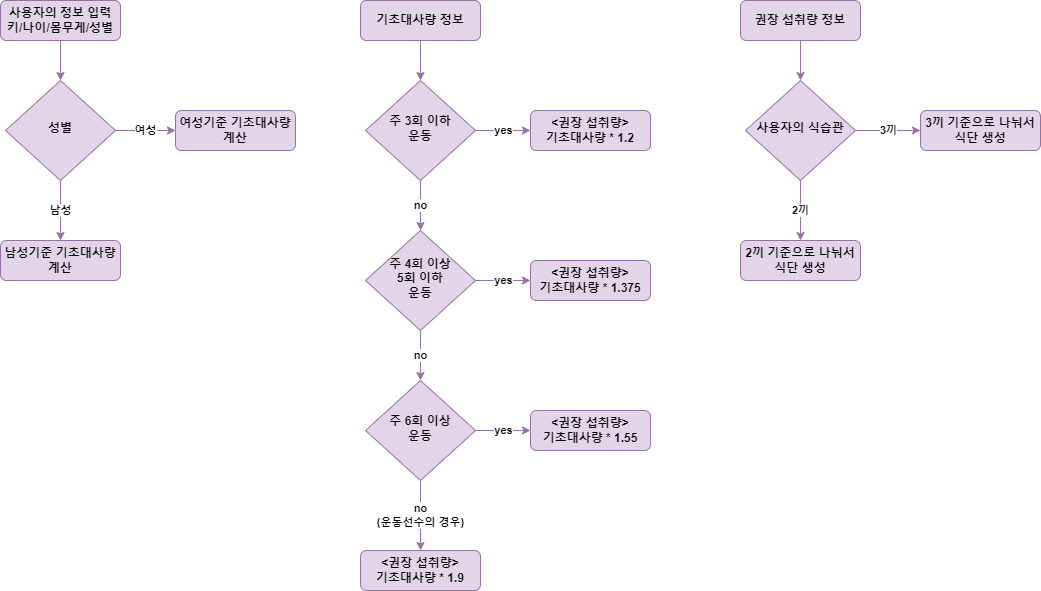 사용자의 정보 입력
키/나이/몸무게/성별
성별
여성
여성기준 기초대사량
계산
남성
남성기준 기초대사량
계산
기초대사량 정보
주 3회 이하
운동
yes
<권장 섭취량>
기초대사량 * 1.2
no
주 4회 이상
5회 이하
운동
yes
<권장 섭취량>
기초대사량 * 1.375
no
주 6회 이상
운동
yes
<권장 섭취량>
기초대사량 * 1.55
no
(운동선수의 경우)
<권장 섭취량>
기초대사량 * 1.9
권장 섭취량 정보
사용자의 식습관
3끼
3끼 기준으로 나눠서
식단 생성
2끼
2끼 기준으로 나눠서
식단 생성